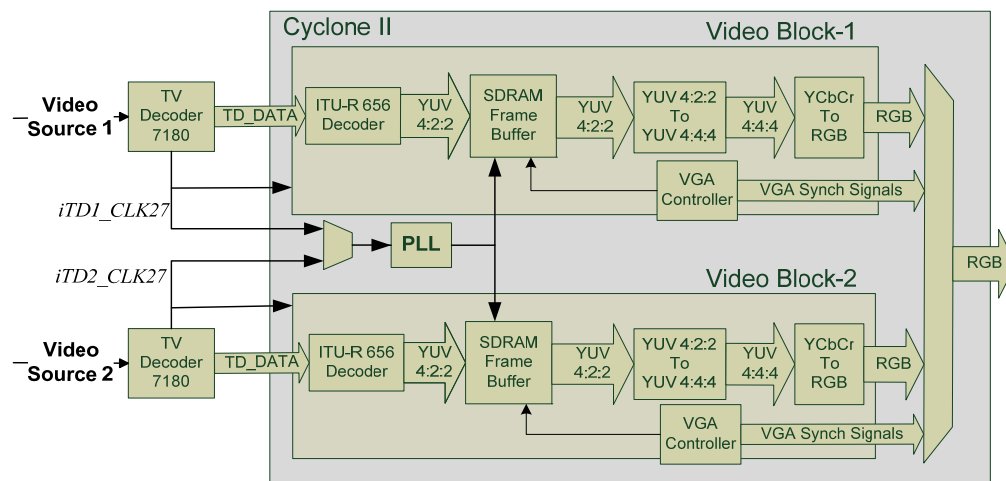 Cyclone II
Video Block-1
Video
Source 1
TV
Decoder
7180
TD_DATA
ITU-R 656
Decoder
YUV
4:2:2
SDRAM
Frame
Buffer
YUV
4:2:2
YUV 4:2:2
To
YUV 4:4:4
YUV
4:4:4
YCbCr
To
RGB
RGB
VGA
Controller
VGA Synch Signals
iTD1_CLK27
PLL
RGB
iTD2_CLK27
Video Block-2
Video
Source 2
TV
Decoder
7180
TD_DATA
ITU-R 656
Decoder
YUV
4:2:2
SDRAM
Frame
Buffer
YUV
4:2:2
YUV 4:2:2
To
YUV 4:4:4
YUV
4:4:4
YCbCr
To
RGB
RGB
VGA
Controller
VGA Synch Signals